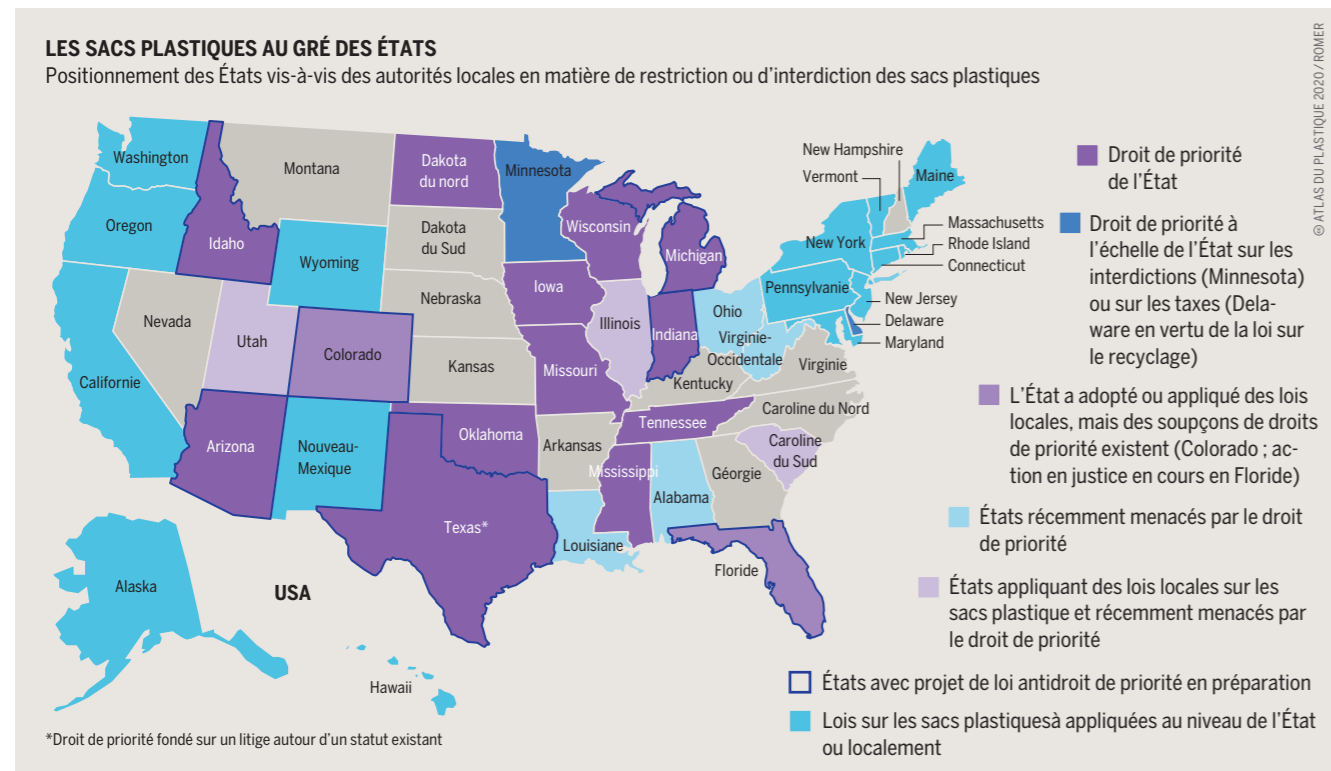 LES SACS PLASTIQUES AU GRÉ DES ÉTATS
Positionnement des États vis-à-vis des autorités locales en matière de restriction ou d'interdiction des sacs plastiques
© ATLAS DU PLASTIQUE 2020 / ROMER
Washington
Montana
Dakota
du nord
Minnesota
New Hampshire
Vermont
Maine
Oregon
Idaho
Wyoming
Dakota
du Sud
Wisconsin
Michigan
New York
Massachusetts
Rhode Island
Connecticut
Nevada
Utah
Colorado
Nebraska
Iowa
Illinois
Indiana
Ohio
Pennsylvanie
New Jersey
Delaware
Maryland
Californie
Kansas
Missouri
Kentucky
Virginie-
Occidentale
Virginie
Arizona
Nouveau-
Mexique
Oklahoma
Arkansas
Tennessee
Caroline du Nord
Caroline
du Sud
Texas*
Louisiane
Mississippi
Alabama
Géorgie
Floride
Alaska
USA
Hawaii
Droit de priorité
de l'État
Droit de priorité à
l'échelle de l'État sur les
interdictions (Minnesota)
ou sur les taxes (Dela-
ware en vertu de la loi sur
le recyclage)
L'État a adopté ou appliqué des lois
locales, mais des soupçons de droits
de priorité existent (Colorado ; ac-
tion en justice en cours en Floride)
États récemment menacés par le droit
de priorité
États appliquant des lois locales sur les
sacs plastique et récemment menacés par
le droit de priorité
États avec projet de loi antidroit de priorité en préparation
Lois sur les sacs plastiquesà appliquées au niveau de l'État
ou localement
*Droit de priorité fondé sur un litige autour d'un statut existant